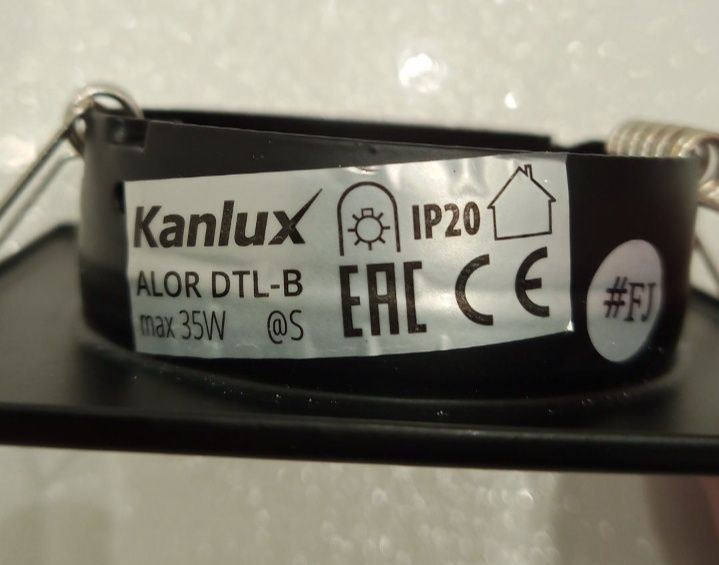 Kanlux
IP20
ALOR DTL-B
max 35W @S
EAC CE
#FJ